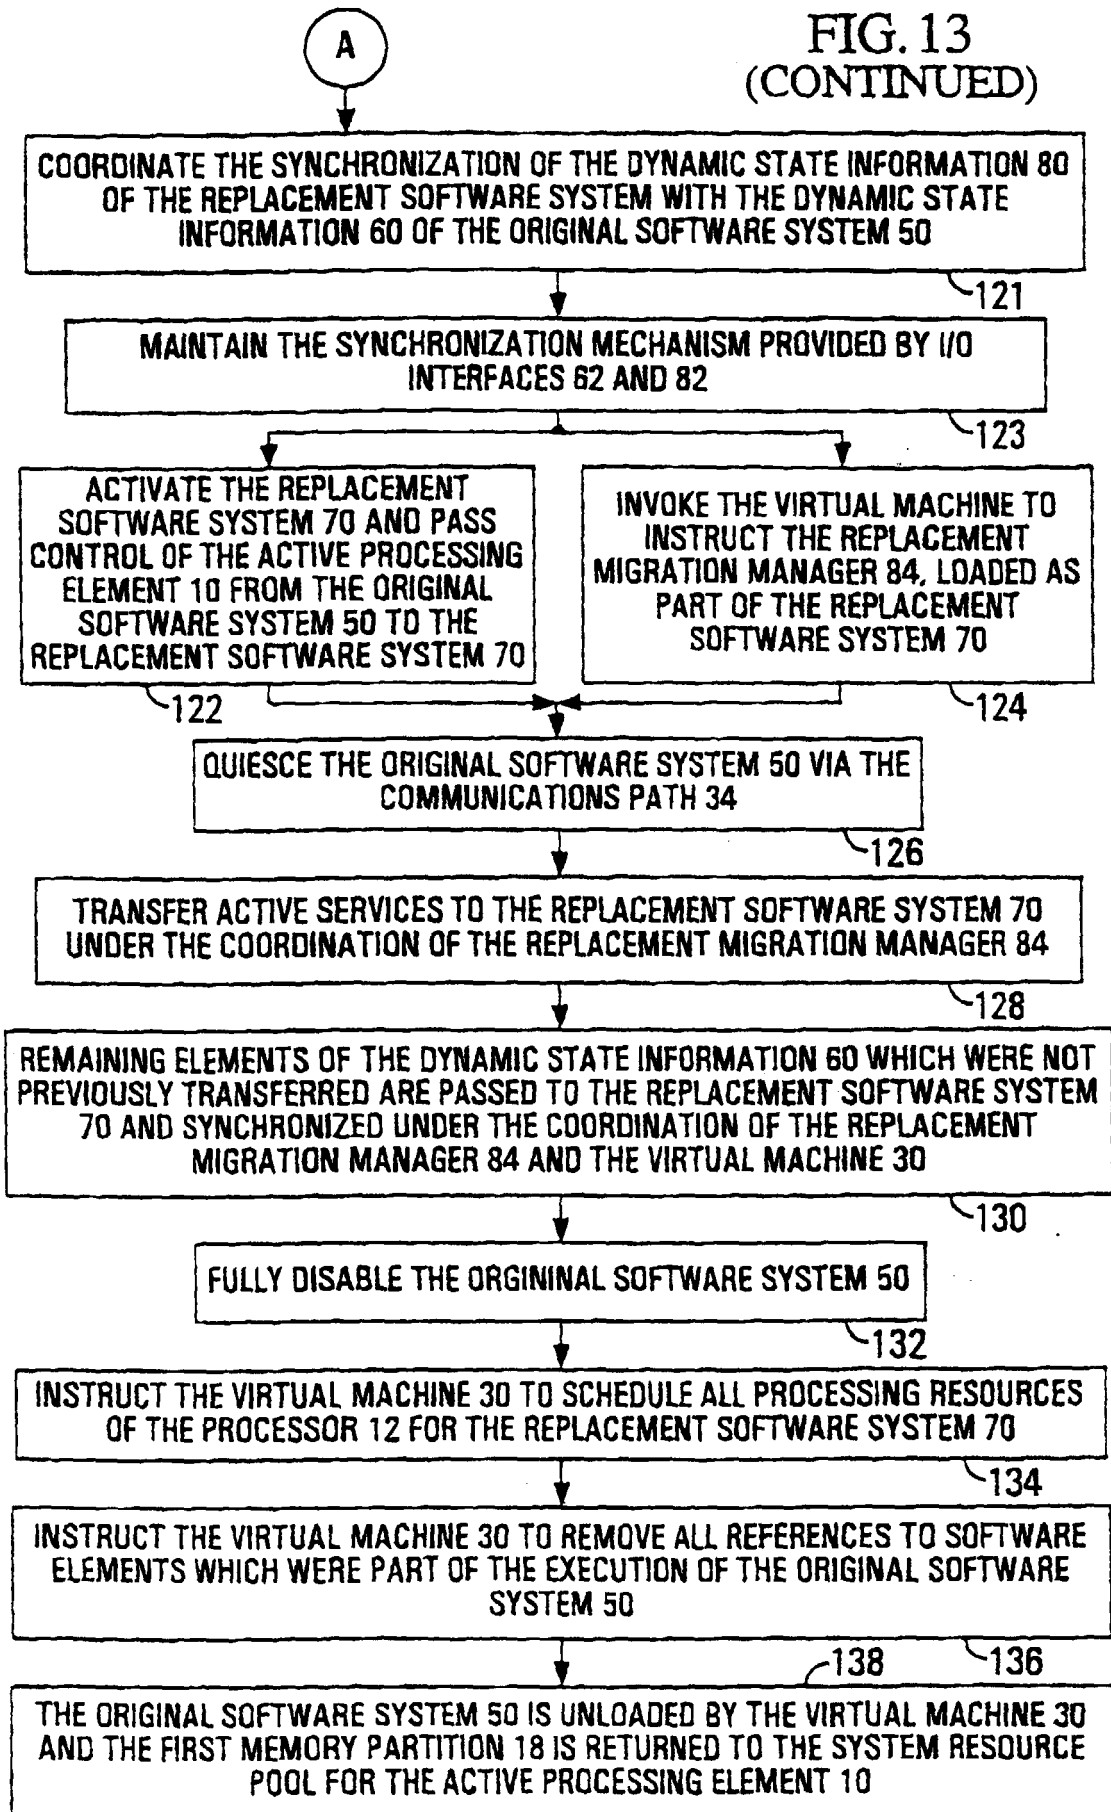 A
FIG. 13
(CONTINUED)
COORDINATE THE SYNCHRONIZATION OF THE DYNAMIC STATE INFORMATION 80
OF THE REPLACEMENT SOFTWARE SYSTEM WITH THE DYNAMIC STATE
INFORMATION 60 OF THE ORIGINAL SOFTWARE SYSTEM 50
121
MAINTAIN THE SYNCHRONIZATION MECHANISM PROVIDED BY I/O
INTERFACES 62 AND 82
123
ACTIVATE THE REPLACEMENT
SOFTWARE SYSTEM 70 AND PASS
CONTROL OF THE ACTIVE PROCESSING
ELEMENT 10 FROM THE ORIGINAL
SOFTWARE SYSTEM 50 TO THE
REPLACEMENT SOFTWARE SYSTEM 70
122
INVOKE THE VIRTUAL MACHINE TO
INSTRUCT THE REPLACEMENT
MIGRATION MANAGER 84, LOADED AS
PART OF THE REPLACEMENT
SOFTWARE SYSTEM 70
124
QUIESCE THE ORIGINAL SOFTWARE SYSTEM 50 VIA THE
COMMUNICATIONS PATH 34
126
TRANSFER ACTIVE SERVICES TO THE REPLACEMENT SOFTWARE SYSTEM 70
UNDER THE COORDINATION OF THE REPLACEMENT MIGRATION MANAGER 84
128
REMAINING ELEMENTS OF THE DYNAMIC STATE INFORMATION 60 WHICH WERE NOT
PREVIOUSLY TRANSFERRED ARE PASSED TO THE REPLACEMENT SOFTWARE SYSTEM
70 AND SYNCHRONIZED UNDER THE COORDINATION OF THE REPLACEMENT
MIGRATION MANAGER 84 AND THE VIRTUAL MACHINE 30
130
FULLY DISABLE THE ORGININAL SOFTWARE SYSTEM 50
132
INSTRUCT THE VIRTUAL MACHINE 30 TO SCHEDULE ALL PROCESSING RESOURCES
OF THE PROCESSOR 12 FOR THE REPLACEMENT SOFTWARE SYSTEM 70
134
INSTRUCT THE VIRTUAL MACHINE 30 TO REMOVE ALL REFERENCES TO SOFTWARE
ELEMENTS WHICH WERE PART OF THE EXECUTION OF THE ORIGINAL SOFTWARE
SYSTEM 50
136
138
THE ORIGINAL SOFTWARE SYSTEM 50 IS UNLOADED BY THE VIRTUAL MACHINE 30
AND THE FIRST MEMORY PARTITION 18 IS RETURNED TO THE SYSTEM RESOURCE
POOL FOR THE ACTIVE PROCESSING ELEMENT 10